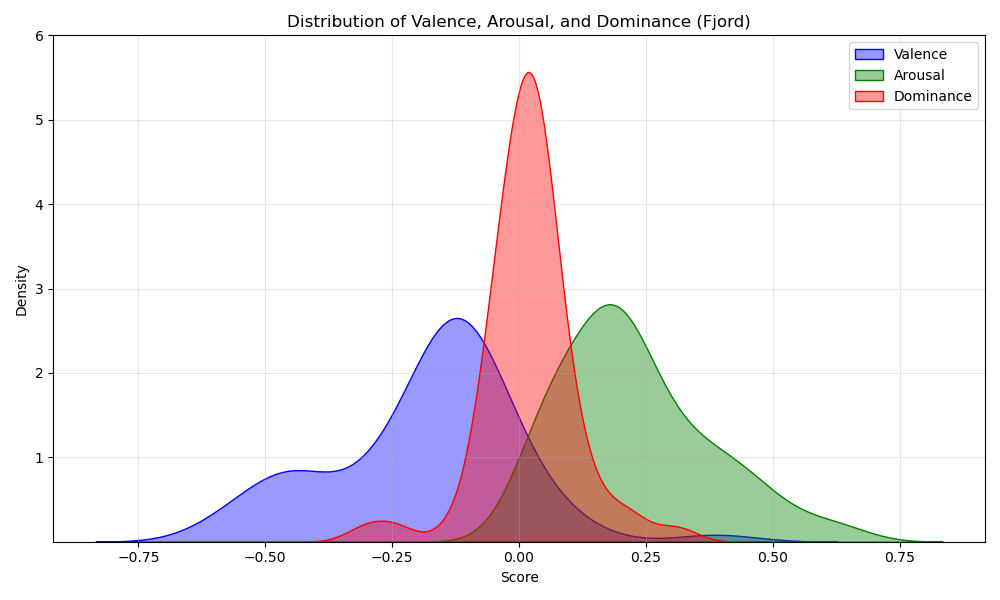 Distribution of Valence, Arousal, and Dominance (Fjord)
Valence
Arousal
Dominance
6
5
4
3
2
1
Density
−0.75 −0.50 −0.25 0.00 0.25 0.50 0.75
Score